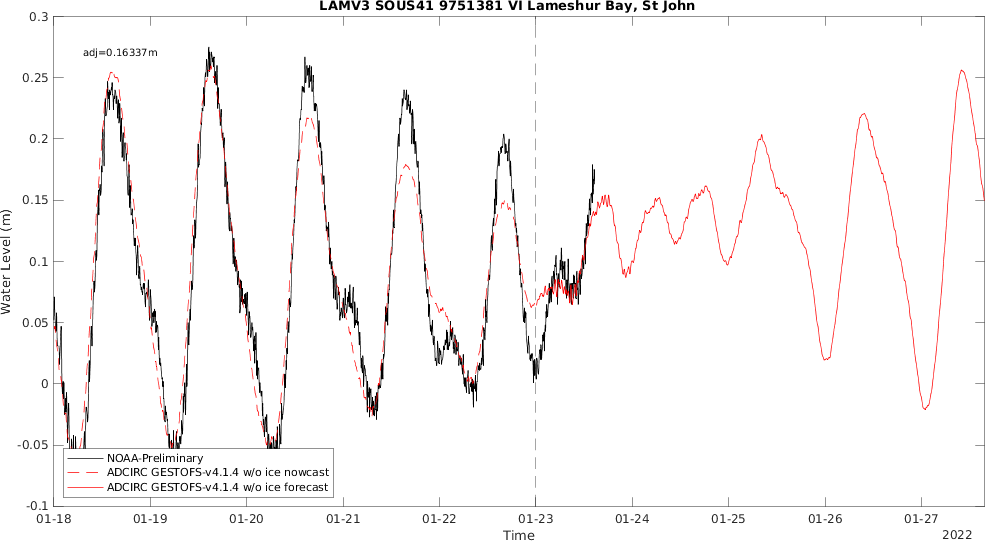 LAMV3 SOUS41 9751381 VI Lameshur Bay, St John
adj=0.16337m
0.3
0.25
0.2
0.15
0.1
0.05
0
-0.05
-0.1
Water Level (m)
NOAA-Preliminary
ADCIRC GESTOFS-v4.1.4 w/o ice nowcast
ADCIRC GESTOFS-v4.1.4 w/o ice forecast
01-18 01-19 01-20 01-21 01-22 01-23 01-24 01-25 01-26 01-27
Time
2022